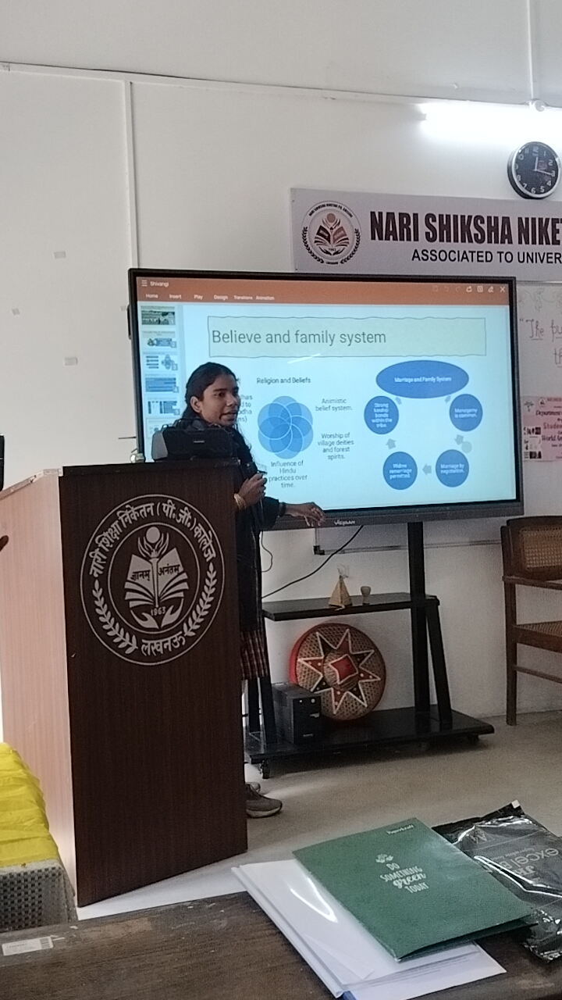 NARI SHIKSHA NIKET
ASSOCIATED TO UNIVER
1963
Shivangi
Home Insert Play Design Transitions Animation
Believe and family system
Religion and Beliefs
Animistic
belief system.
Worship of
village deities
and forest
spirits.
Influence of
Hindu
practices over
time.
Marriage and Family System
Strong
kinship
bonds
within the
tribe.
Monogamy
is common.
Widow
remarriage
permitted.
Marriage by
negotiation.
"The
नारी शिक्षा निकेतन (पी.जी.) कालेज
ज्ञानम् अनंतम्
1963
लखनऊ
DO
SOMETHING
green
TODAY
excel